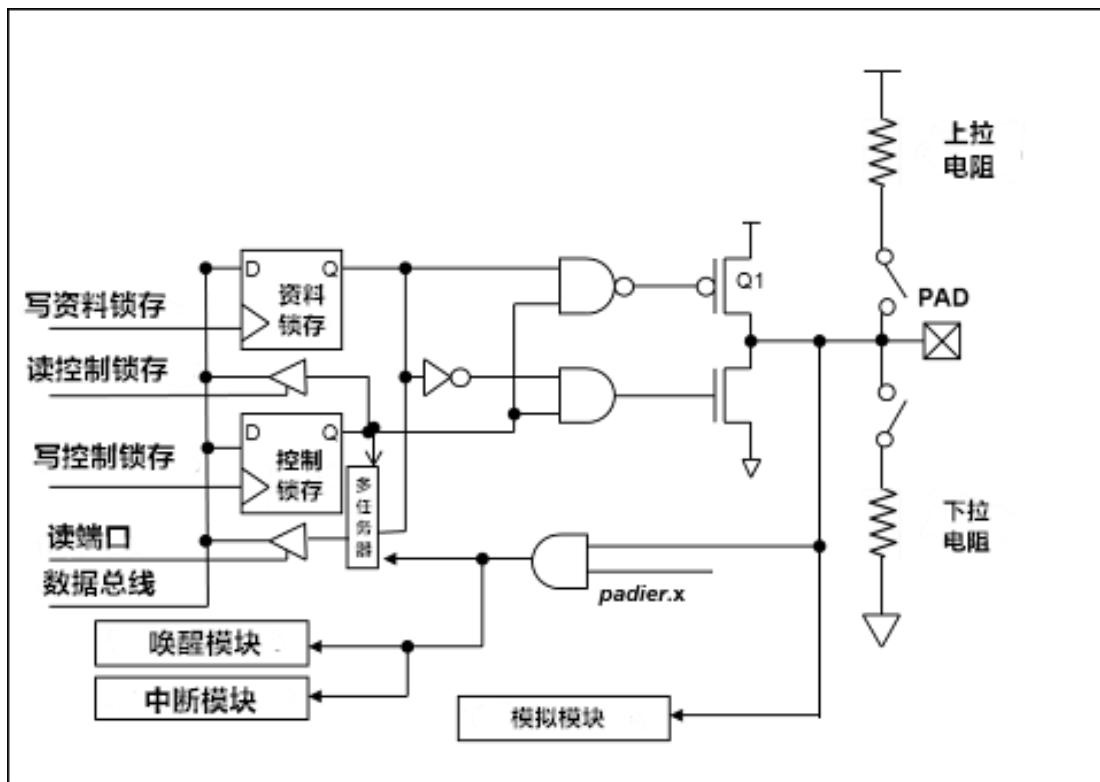 上拉
电阻
D
Q
资料
锁存
写资料锁存
Q1
PAD
读控制锁存
D
Q
控制
锁存
写控制锁存
多
任
务
器
读端口
下拉
电阻
数据总线
padier.x
唤醒模块
中断模块
模拟模块